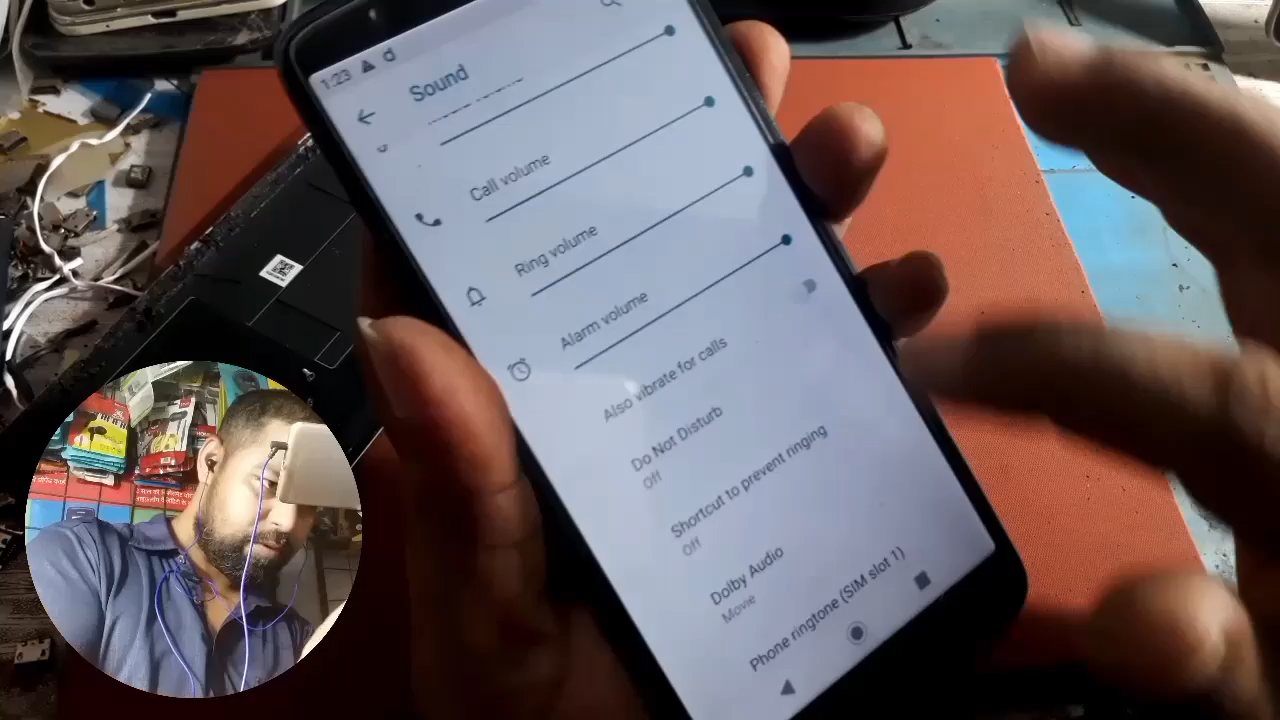 1:23
Sound
Call volume
Ring volume
Alarm volume
Also vibrate for calls
Do Not Disturb
Off
Shortcut to prevent ringing
Off
Dolby Audio
Movie
Phone ringtone (SIM slot 1)